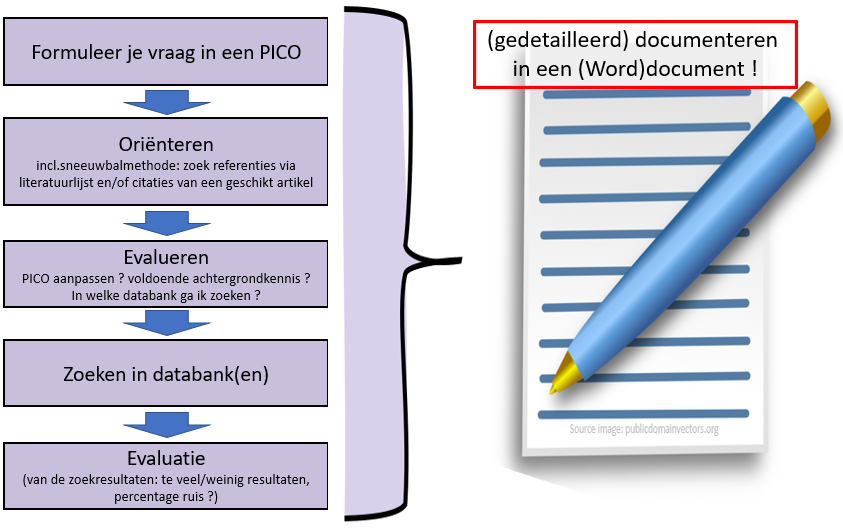 Formuleer je vraag in een PICO
Oriënteren
incl.sneeuwbalmethode: zoek referenties via
literatuurlijst en/of citaties van een geschikt artikel
Evalueren
PICO aanpassen ? voldoende achtergrondkennis ?
In welke databank ga ik zoeken ?
Zoeken in databank(en)
Evaluatie
(van de zoekresultaten: te veel/weinig resultaten,
percentage ruis ?)
(gedetailleerd) documenteren
in een (Word)document !
Source image: publicdomainvectors.org